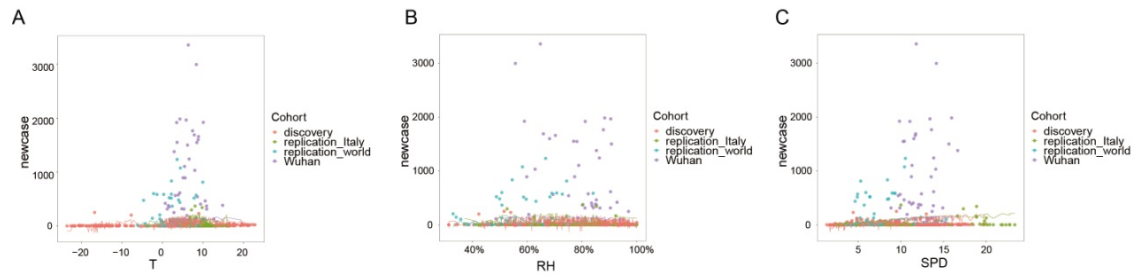 A
newcase
3000
2000
1000
0
−20
−10
0
10
20
T
Cohort
discovery
replication_Italy
replication_world
Wuhan
B
newcase
3000
2000
1000
0
40%
60%
80%
100%
RH
Cohort
discovery
replication_Italy
replication_world
Wuhan
C
newcase
3000
2000
1000
0
5
10
15
20
SPD
Cohort
discovery
replication_Italy
replication_world
Wuhan